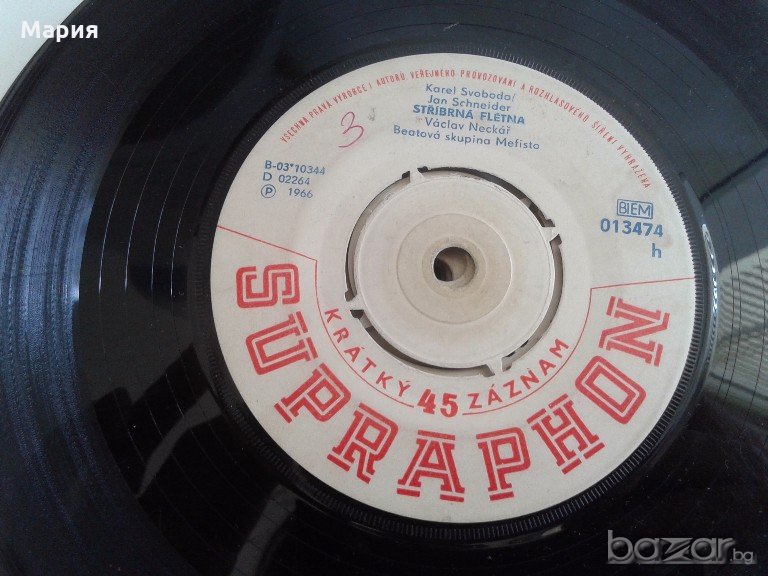 Мария
VŠECHNA PRÁVA VÝROBCE I AUTORŮ VEŘEJNÉHO PROVOZOVÁNÍ A ROZHLASOVÉHO ŠÍŘENÍ VYHRAZENA
Karel Svoboda/
Jan Schneider
STŘÍBRNÁ FLÉTNA
Václav Neckář
Beatová skupina Mefisto
3
B-03*10344
D 02264
Ⓟ 1966
BIEM
013474
h
KRÁTKÝ 45 ZÁZNAM
SUPRAPHON
bazar.bg